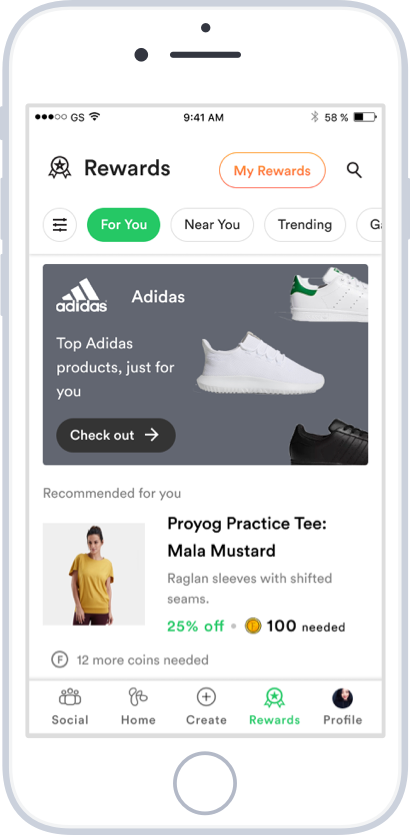 GS 9:41 AM 58 %
Rewards My Rewards
For You Near You Trending
adidas Adidas
Top Adidas
products, just for
you
Check out
Recommended for you
Proyog Practice Tee:
Mala Mustard
Raglan sleeves with shifted
seams.
25% off 100 needed
F 12 more coins needed
Social Home Create Rewards Profile